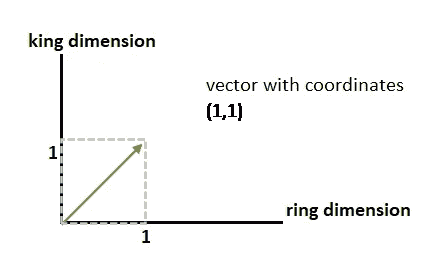 king dimension
vector with coordinates
(1,1)
1
ring dimension
1